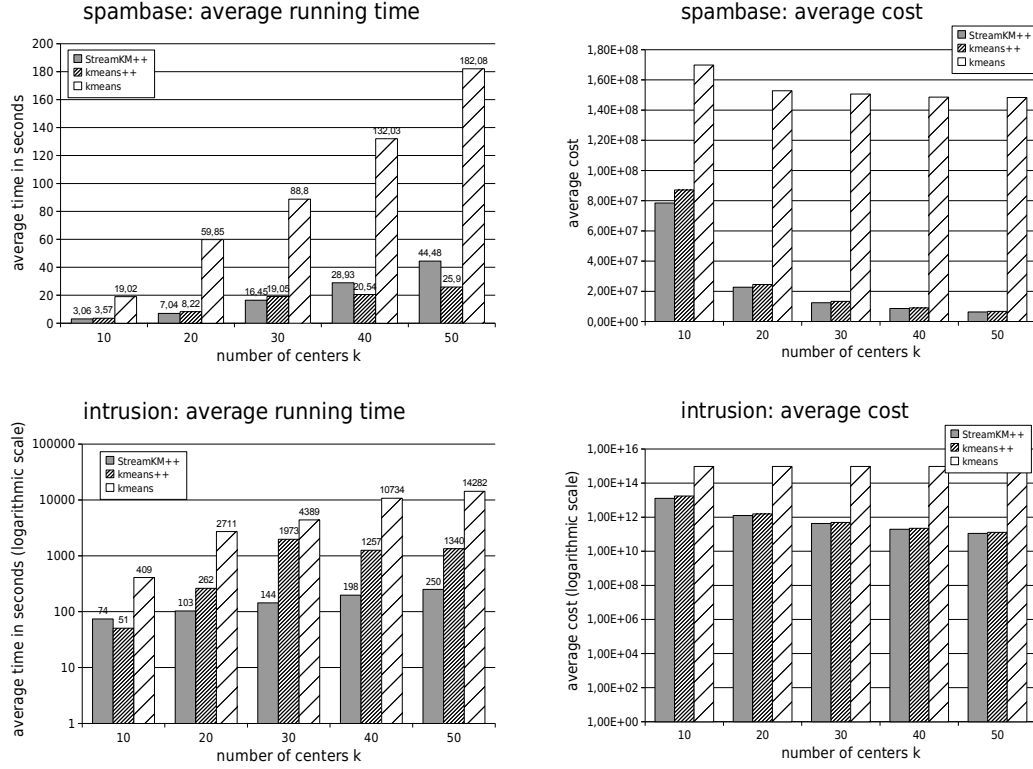 spambase: average running time
average time in seconds
200
180
160
140
120
100
80
60
40
20
0
StreamKM++
kmeans++
kmeans
3,06 3,57 19,02
7,04 8,22 59,85
16,45 19,05 88,8
28,93 20,54 132,03
44,48 25,9 182,08
10 20 30 40 50
number of centers k
spambase: average cost
average cost
1,80E+08
1,60E+08
1,40E+08
1,20E+08
1,00E+08
8,00E+07
6,00E+07
4,00E+07
2,00E+07
0,00E+00
StreamKM++
kmeans++
kmeans
10 20 30 40 50
number of centers k
intrusion: average running time
average time in seconds (logarithmic scale)
100000
10000
1000
100
10
1
StreamKM++
kmeans++
kmeans
74 51 409
103 262 2711
144 1973 4389
198 1257 10734
250 1340 14282
10 20 30 40 50
number of centers k
intrusion: average cost
average cost (logarithmic scale)
1,00E+16
1,00E+14
1,00E+12
1,00E+10
1,00E+08
1,00E+06
1,00E+04
1,00E+02
1,00E+00
StreamKM++
kmeans++
kmeans
10 20 30 40 50
number of centers k